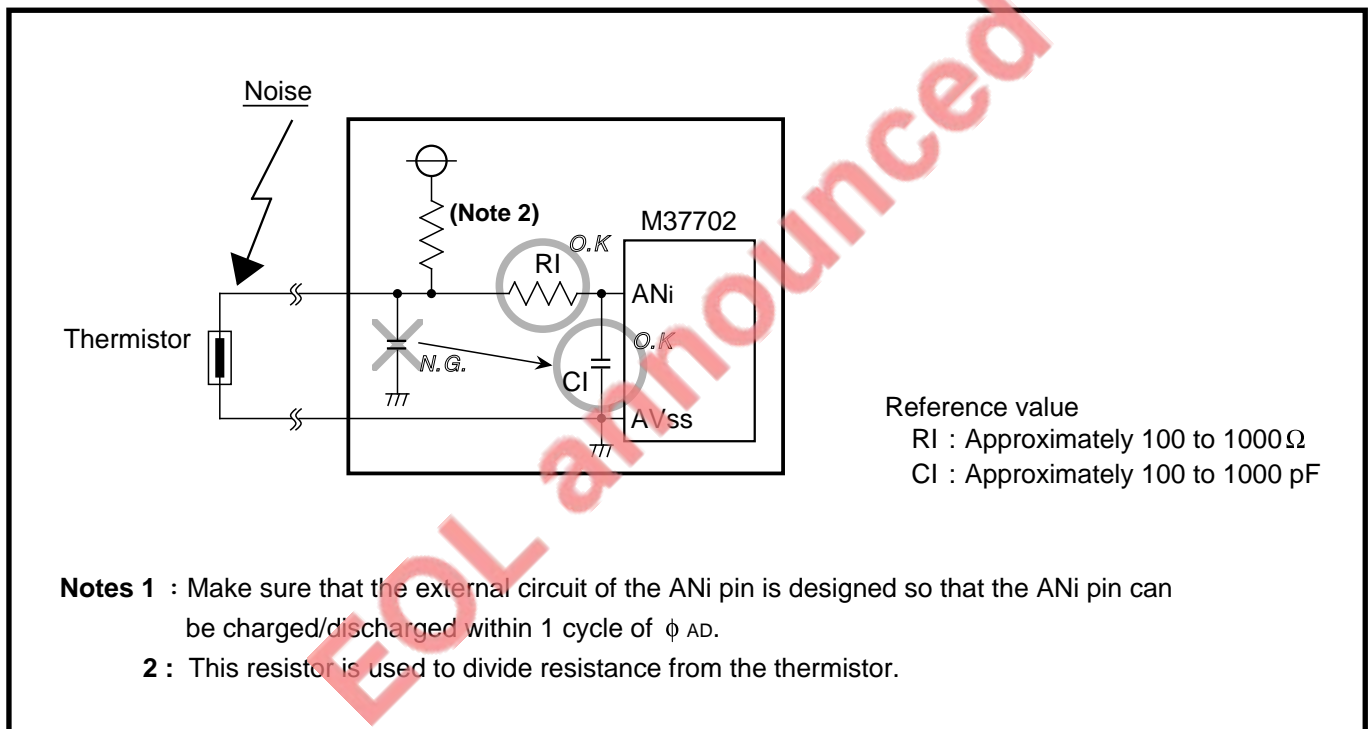 EOL announced
Noise
(Note 2)
M37702
O.K
RI
ANi
Thermistor
N.G.
O.K
CI
AVss
Reference value
RI : Approximately 100 to 1000Ω
CI : Approximately 100 to 1000 pF
Notes 1 : Make sure that the external circuit of the ANi pin is designed so that the ANi pin can
be charged/discharged within 1 cycle of ϕ AD.
2 : This resistor is used to divide resistance from the thermistor.